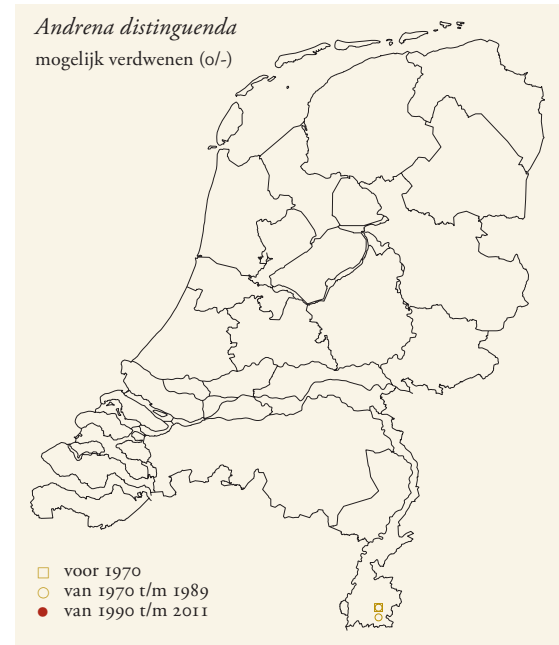 Andrena distinguenda
mogelijk verdwenen (0/-)
voor 1970
van 1970 t/m 1989
van 1990 t/m 2011